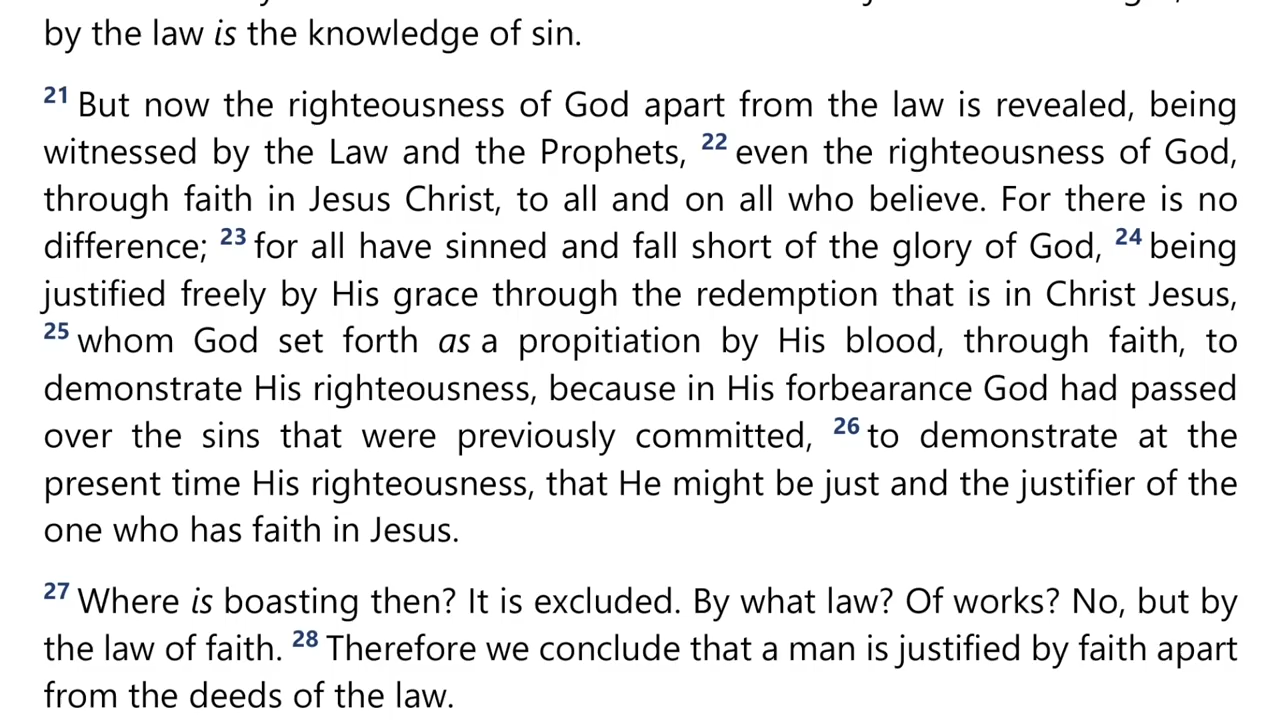 by the law is the knowledge of sin.
21 But now the righteousness of God apart from the law is revealed, being
witnessed by the Law and the Prophets, 22 even the righteousness of God,
through faith in Jesus Christ, to all and on all who believe. For there is no
difference; 23 for all have sinned and fall short of the glory of God, 24 being
justified freely by His grace through the redemption that is in Christ Jesus,
25 whom God set forth as a propitiation by His blood, through faith, to
demonstrate His righteousness, because in His forbearance God had passed
over the sins that were previously committed, 26 to demonstrate at the
present time His righteousness, that He might be just and the justifier of the
one who has faith in Jesus.
27 Where is boasting then? It is excluded. By what law? Of works? No, but by
the law of faith. 28 Therefore we conclude that a man is justified by faith apart
from the deeds of the law.